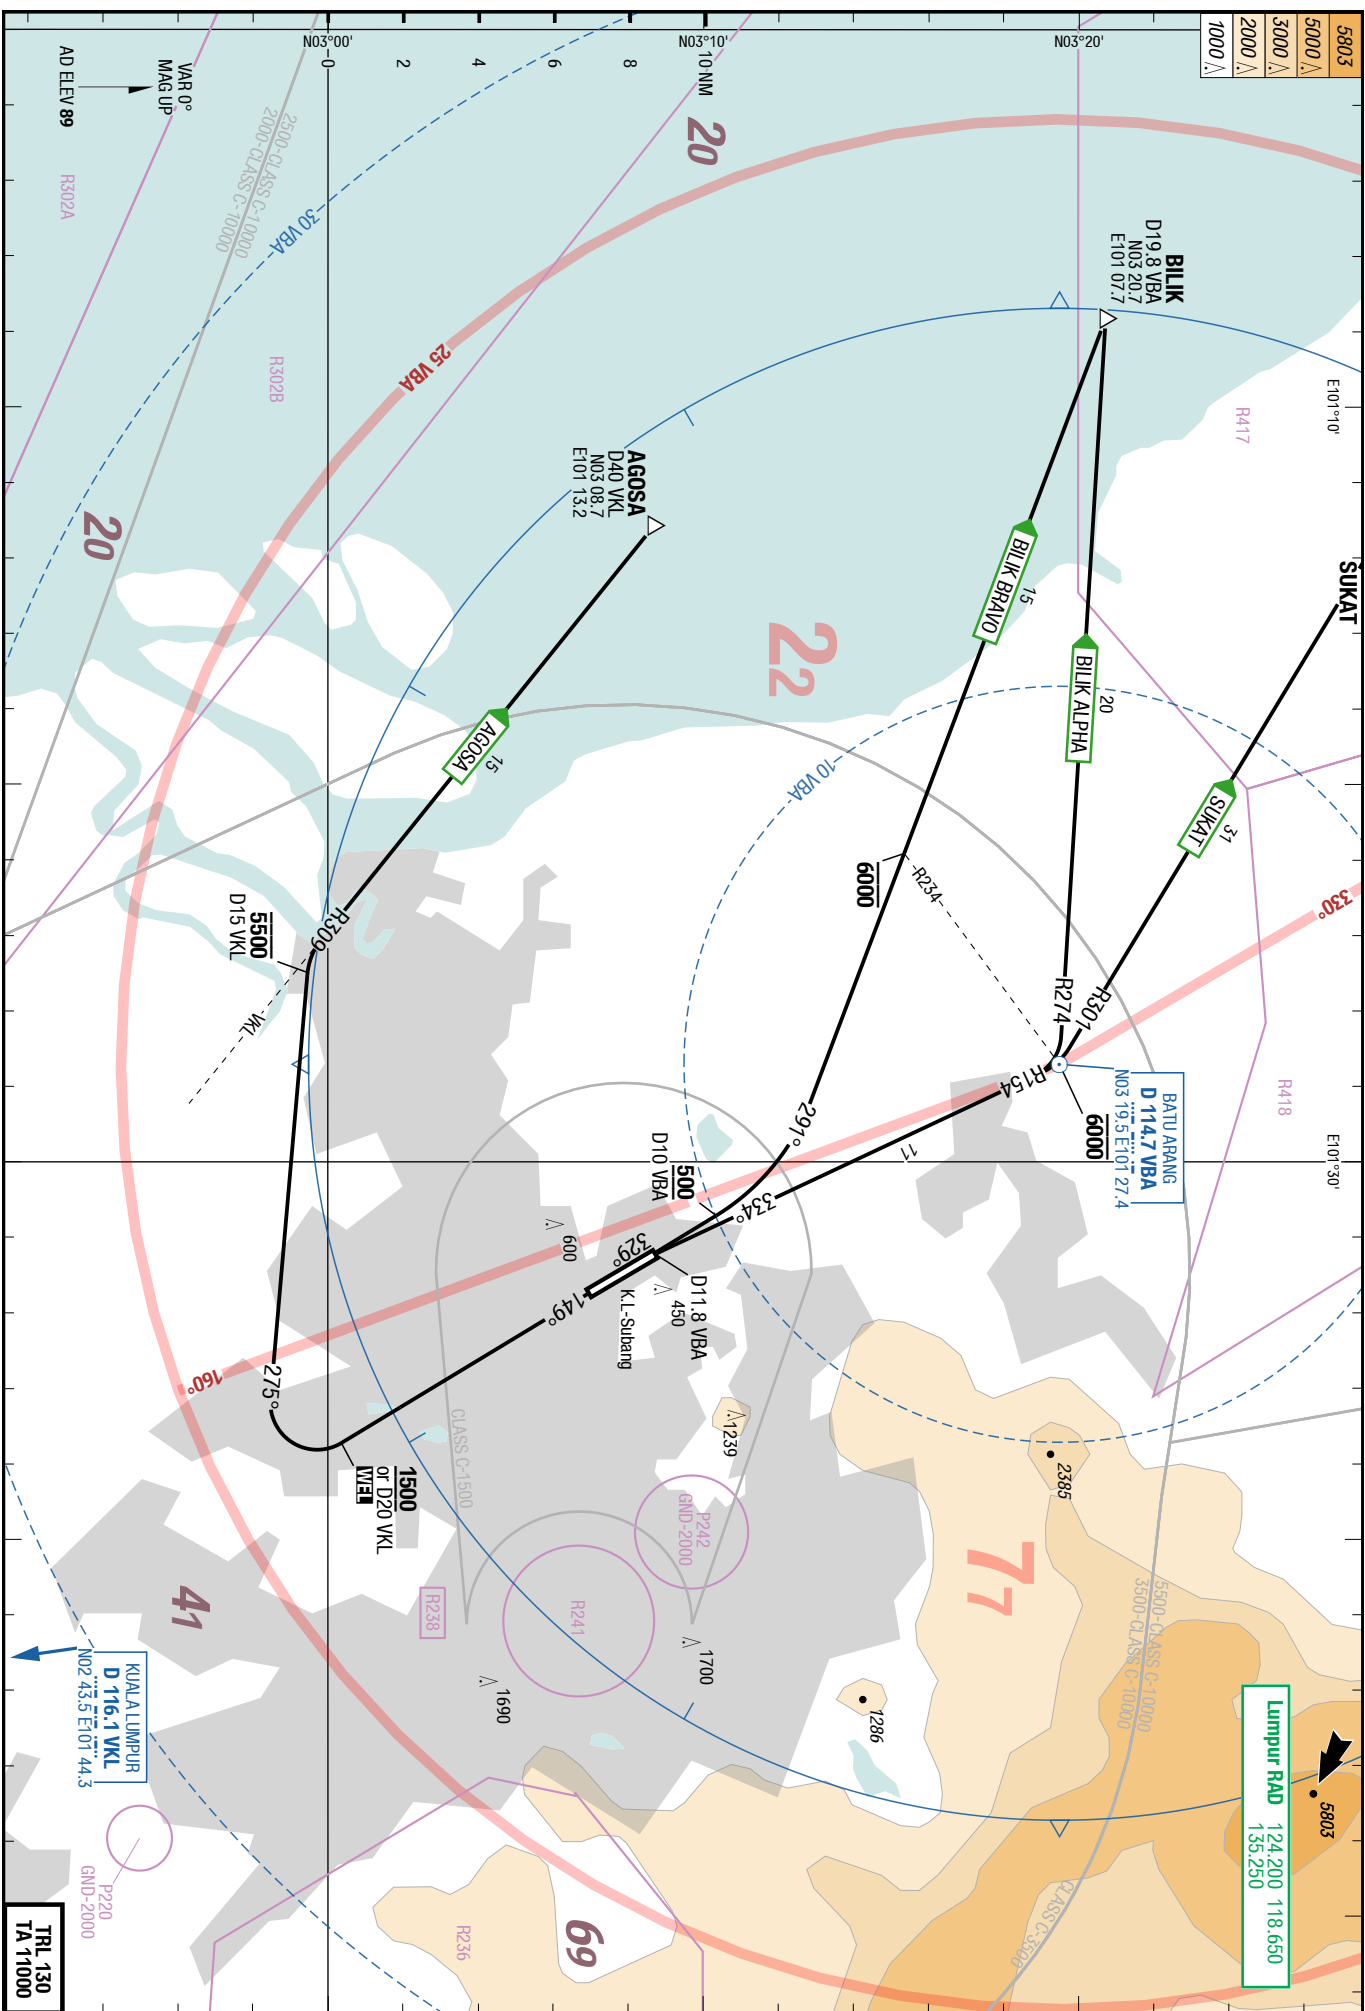 5803
5000
3000
2000
1000
N03°00'
N03°10'
N03°20'
0
2
4
6
8
10 NM
VAR 0°
MAG UP
AD ELEV 89
R302A
2500-CLASS C-10000
2000-CLASS C-10000
30 VBA
20
BILIK
D19.8 VBA
N03 20.7
E101 07.7
E101°10'
R417
25 VBA
R302B
20
AGOSA
D40 VKL
N03 08.7
E101 13.2
SUKAT
BILIK BRAVO
15
BILIK ALPHA
20
22
AGOSA
15
10 VBA
SUKAT
31
6000
R234
330°
R309
5500
D15 VKL
VKL
R274
R301
R154
BATU ARANG
D 114.7 VBA
N03 19.5 E101 27.4
6000
R418
E101°30'
291°
11
500
D10 VBA
334°
329°
600
D11.8 VBA
450
K.L-Subang
149°
160°
275°
1500
or D20 VKL
WEL
CLASS C-1500
1239
2385
P242
GND-2000
77
R238
R241
41
5500-CLASS C-10000
3500-CLASS C-10000
1700
1690
1286
KUALA LUMPUR
D 116.1 VKL
N02 43.5 E101 44.3
Lumpur RAD 124.200 118.650
135.250
5803
P220
GND-2000
R236
69
CLASS C-3500
TRL 130
TA 11000